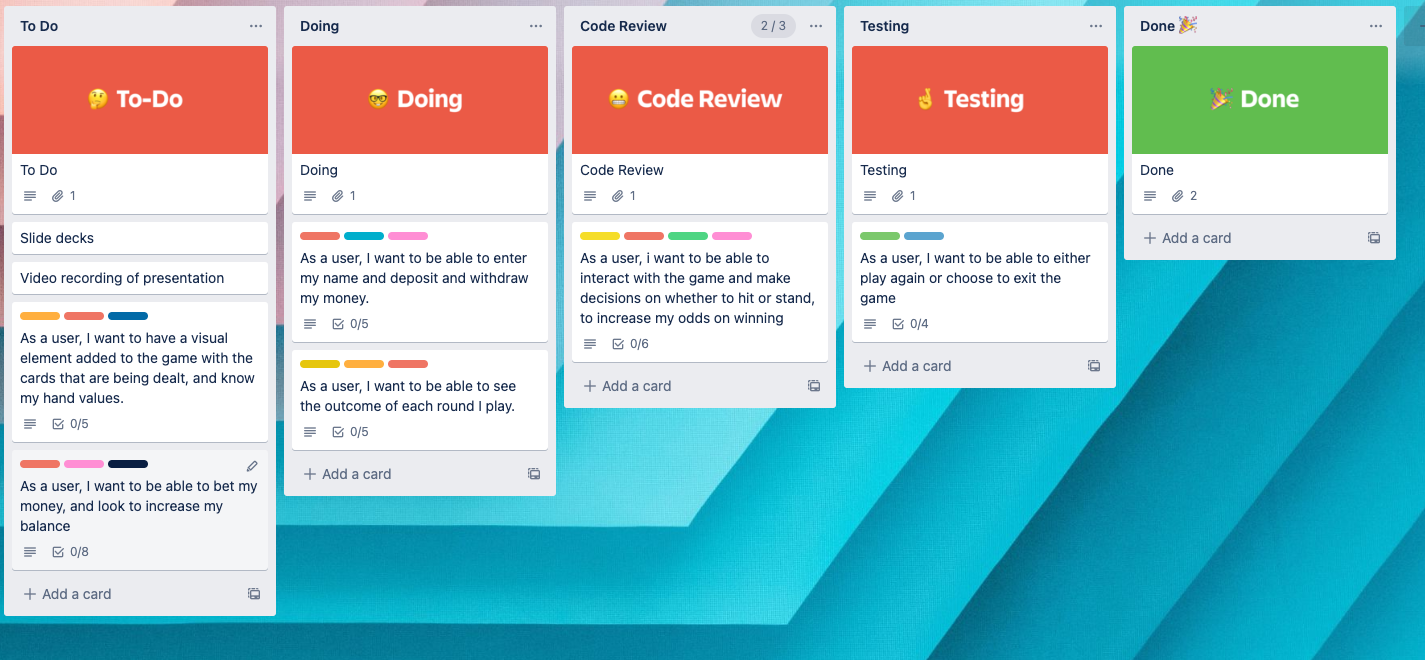 To Do
🤔 To-Do
To Do
1
Slide decks
Video recording of presentation
As a user, I want to have a visual
element added to the game with the
cards that are being dealt, and know
my hand values.
0/5
As a user, I want to be able to bet my
money, and look to increase my
balance
0/8
+ Add a card
Doing
🤓 Doing
Doing
1
As a user, I want to be able to enter
my name and deposit and withdraw
my money.
0/5
As a user, I want to be able to see
the outcome of each round I play.
0/5
+ Add a card
Code Review
2 / 3
😬 Code Review
Code Review
1
As a user, i want to be able to
interact with the game and make
decisions on whether to hit or stand,
to increase my odds on winning
0/6
+ Add a card
Testing
🤞 Testing
Testing
1
As a user, I want to be able to either
play again or choose to exit the
game
0/4
+ Add a card
Done 🎉
🎉 Done
Done
2
+ Add a card